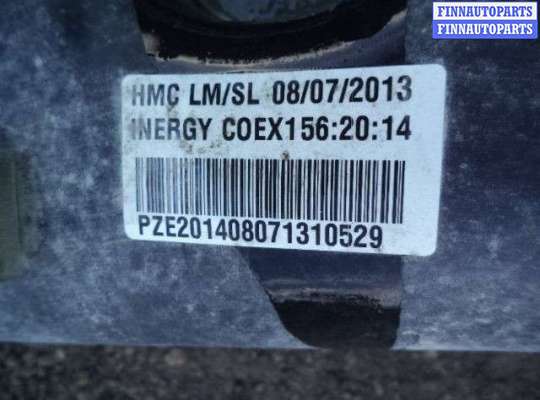 FINNAUTOPARTS
FINNAUTOPARTS
HMC LM/SL 08/07/2013
INERGY COEX156:20:14
PZE201408071310529